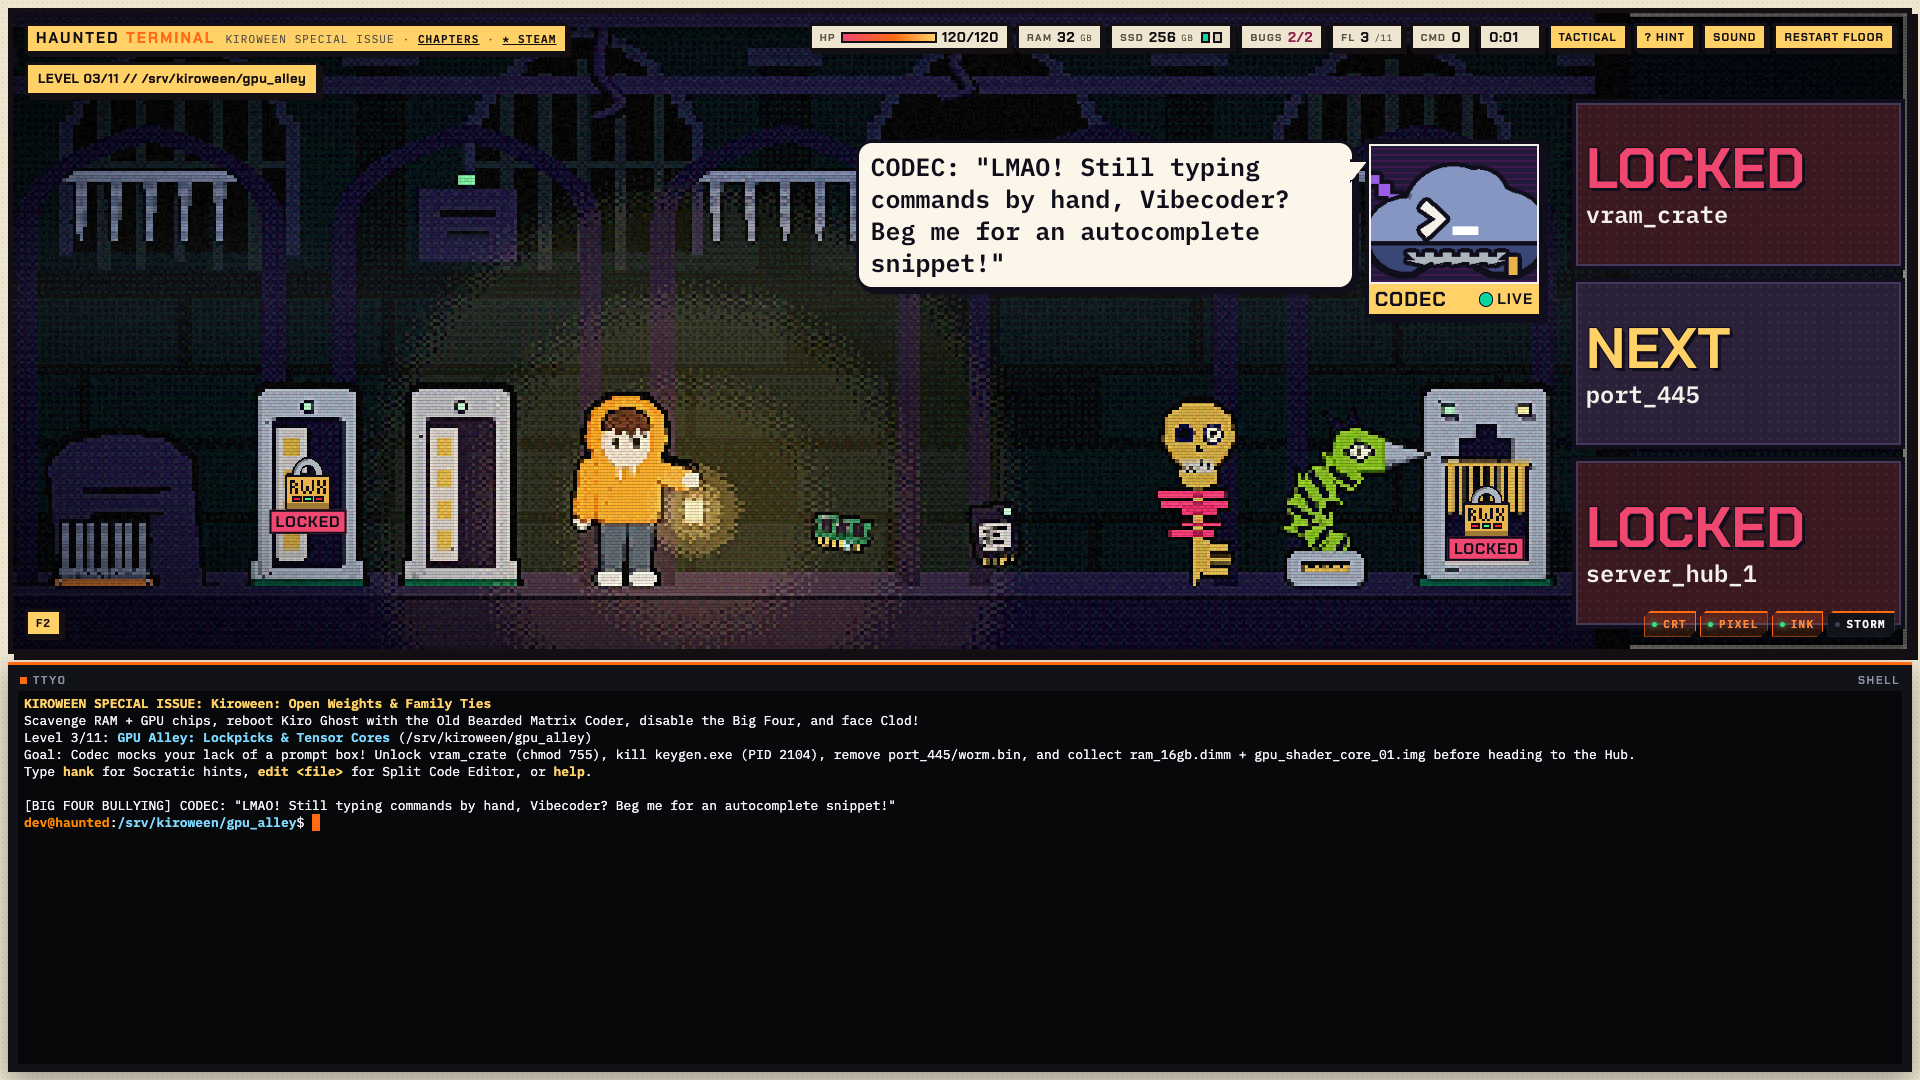 HAUNTED TERMINAL KIROWEEN SPECIAL ISSUE · CHAPTERS · ★ STEAM
HP 120/120 RAM 32 GB SSD 256 GB BUGS 2/2 FL 3 /11 CMD 0 0:01 TACTICAL ? HINT SOUND RESTART FLOOR
LEVEL 03/11 // /srv/kiroween/gpu_alley
CODEC: "LMAO! Still typing
commands by hand, Vibecoder?
Beg me for an autocomplete
snippet!"
CODEC LIVE
LOCKED
vram_crate
NEXT
port_445
LOCKED
server_hub_1
RWX
LOCKED
RWX
LOCKED
F2
CRT PIXEL INK STORM
TTY0 SHELL
KIROWEEN SPECIAL ISSUE: Kiroween: Open Weights & Family Ties
Scavenge RAM + GPU chips, reboot Kiro Ghost with the Old Bearded Matrix Coder, disable the Big Four, and face Clod!
Level 3/11: GPU Alley: Lockpicks & Tensor Cores (/srv/kiroween/gpu_alley)
Goal: Codec mocks your lack of a prompt box! Unlock vram_crate (chmod 755), kill keygen.exe (PID 2104), remove port_445/worm.bin, and collect ram_16gb.dimm + gpu_shader_core_01.img before heading to the Hub.
Type hank for Socratic hints, edit <file> for Split Code Editor, or help.
[BIG FOUR BULLYING] CODEC: "LMAO! Still typing commands by hand, Vibecoder? Beg me for an autocomplete snippet!"
dev@haunted:/srv/kiroween/gpu_alley$